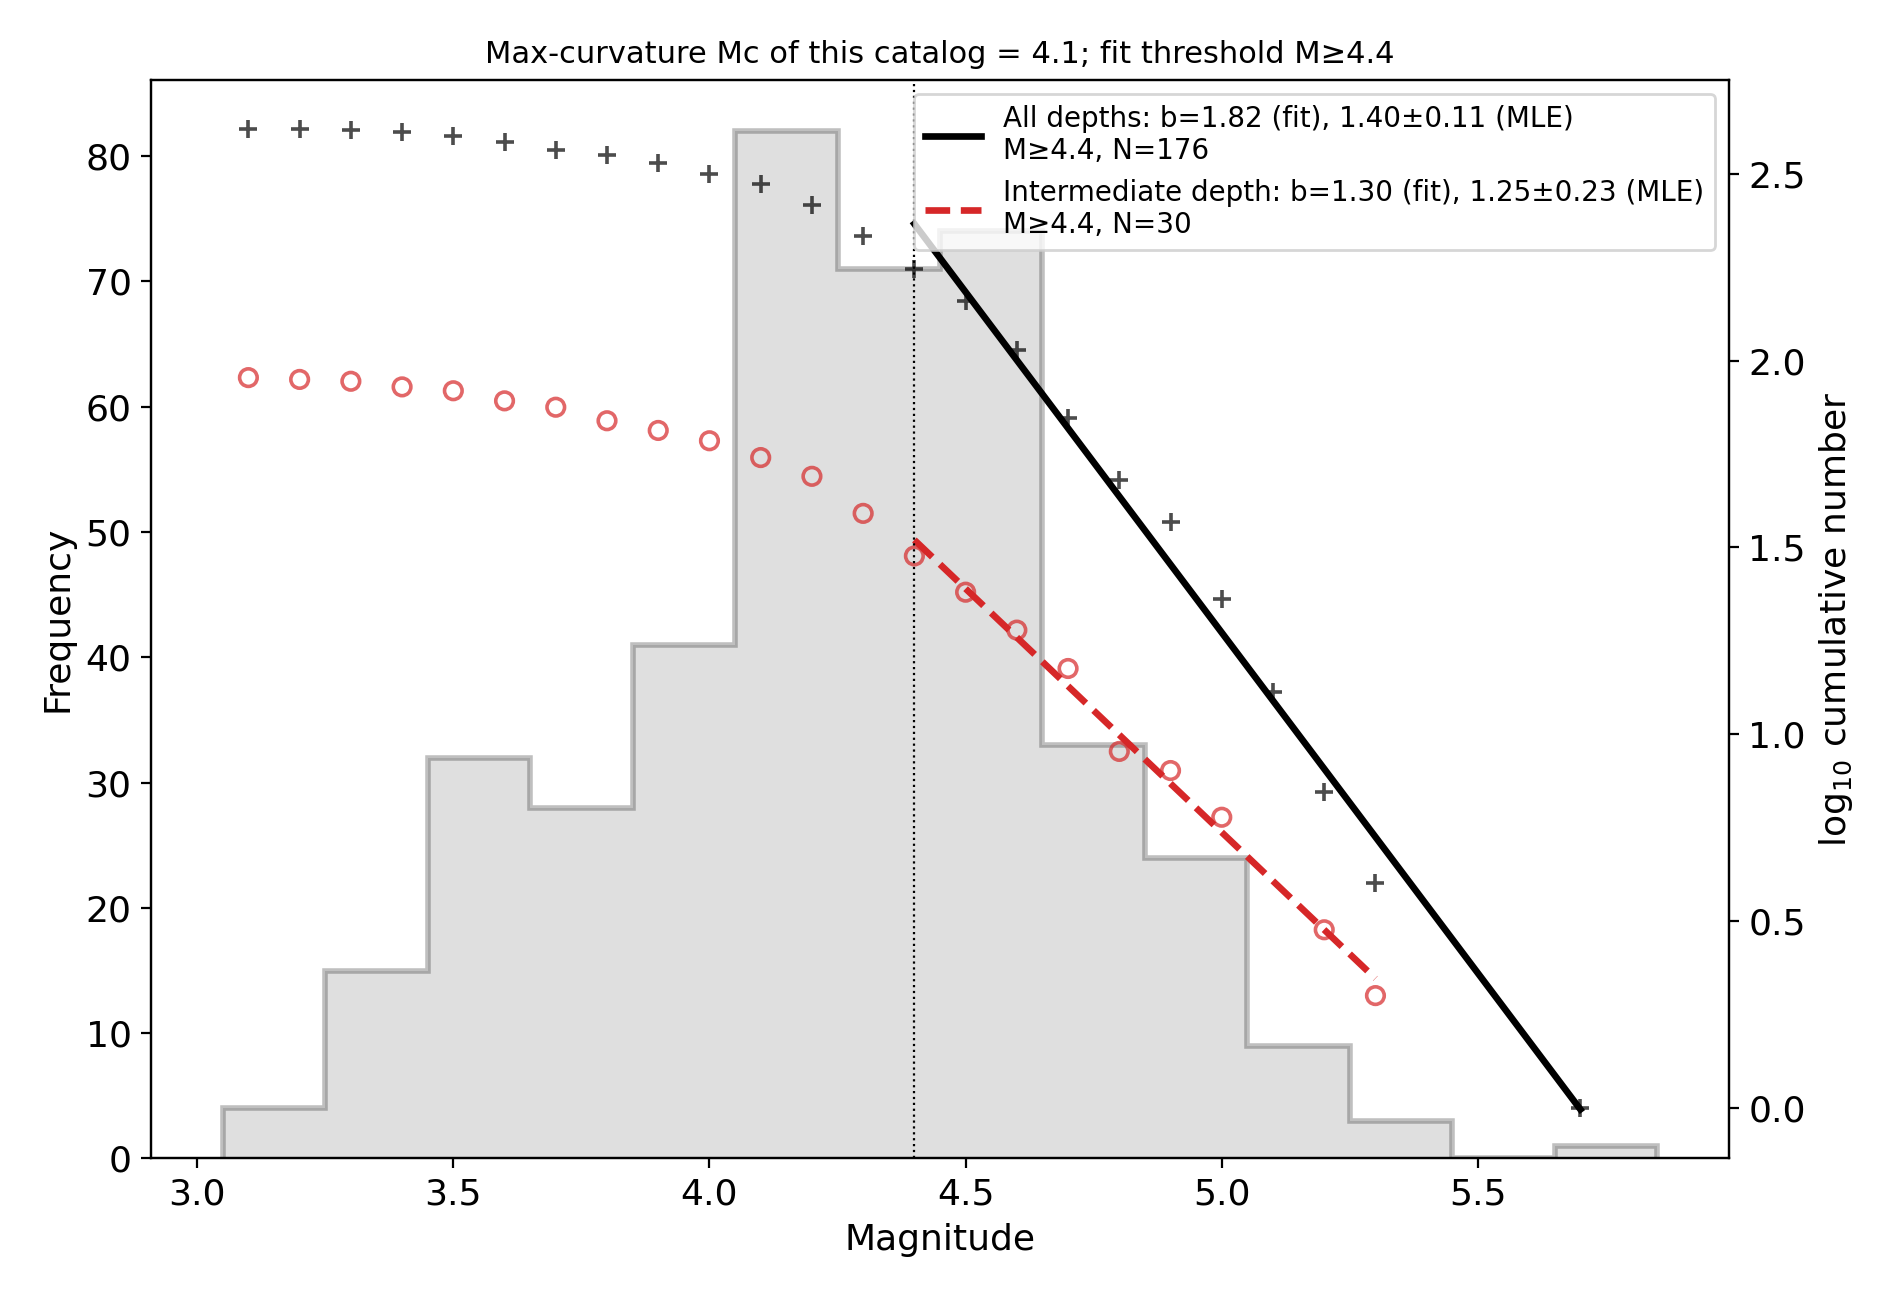 Max-curvature Mc of this catalog = 4.1; fit threshold M≥4.4
All depths: b=1.82 (fit), 1.40±0.11 (MLE)
M≥4.4, N=176
Intermediate depth: b=1.30 (fit), 1.25±0.23 (MLE)
M≥4.4, N=30
Frequency
80
70
60
50
40
30
20
10
0
2.5
2.0
1.5
1.0
0.5
0.0
log₁₀ cumulative number
3.0 3.5 4.0 4.5 5.0 5.5
Magnitude